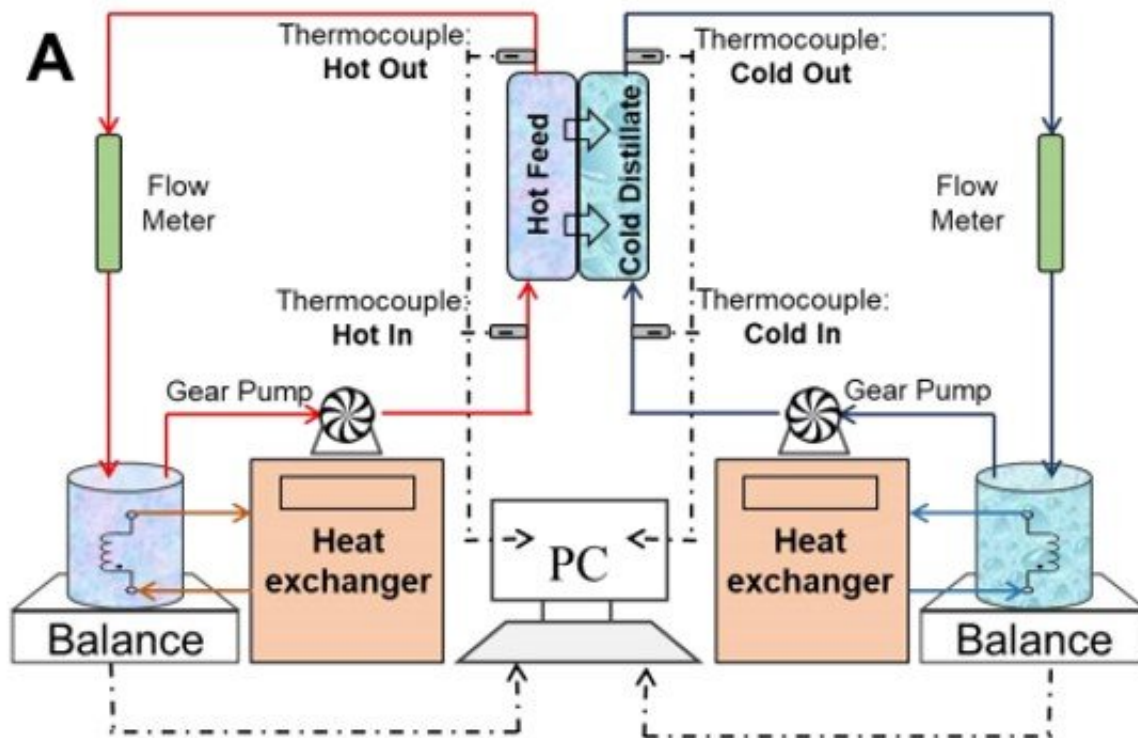 A
Thermocouple:
Hot Out
Thermocouple:
Cold Out
Hot Feed
Cold Distillate
Flow
Meter
Flow
Meter
Thermocouple:
Hot In
Thermocouple:
Cold In
Gear Pump
Gear Pump
Heat
exchanger
PC
Heat
exchanger
Balance
Balance